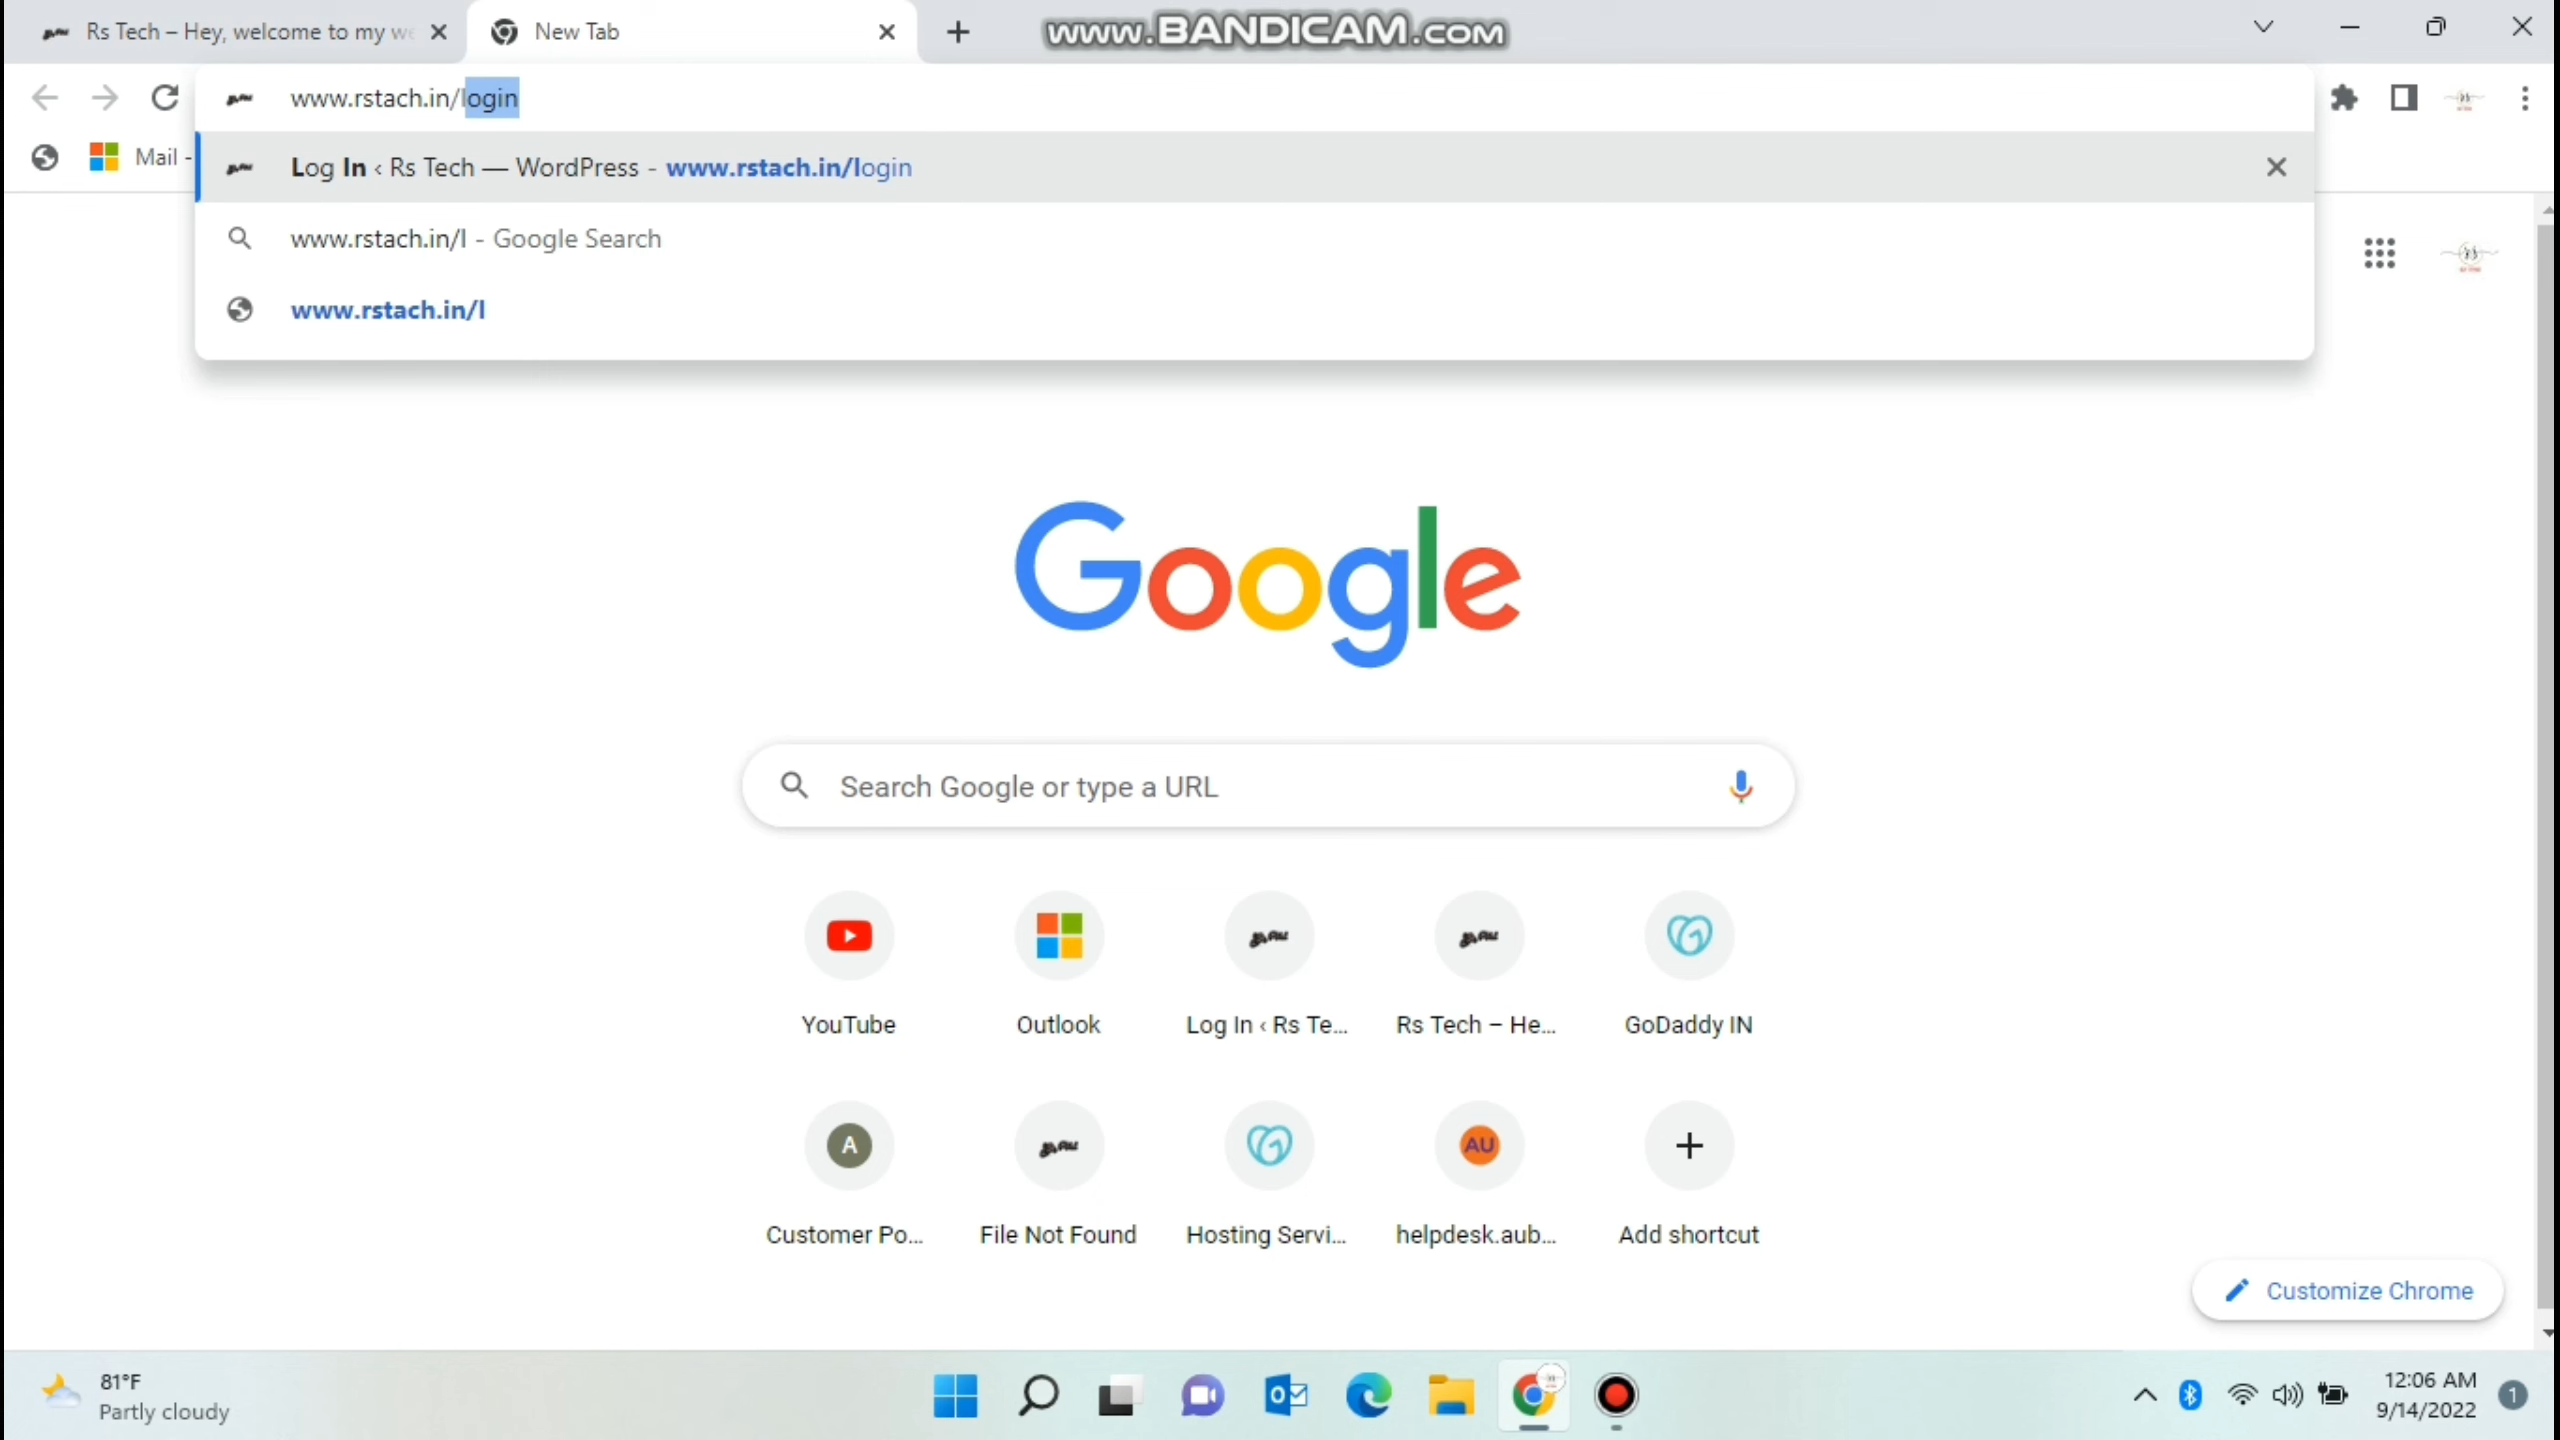 Rs Tech – Hey, welcome to my we
New Tab
www.BANDICAM.com
www.rstach.in/login
Mail -
Log In ‹ Rs Tech — WordPress - www.rstach.in/login
www.rstach.in/l - Google Search
www.rstach.in/l
Google
Search Google or type a URL
YouTube
Outlook
Log In ‹ Rs Te...
Rs Tech – He...
GoDaddy IN
A
AU
Customer Po...
File Not Found
Hosting Servi...
helpdesk.aub...
Add shortcut
Customize Chrome
81°F
Partly cloudy
12:06 AM
9/14/2022
1